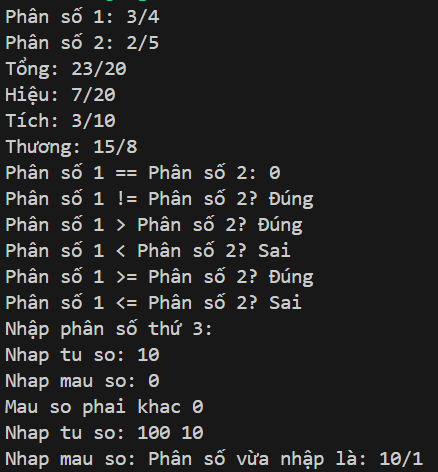 Phân số 1: 3/4
Phân số 2: 2/5
Tổng: 23/20
Hiệu: 7/20
Tích: 3/10
Thương: 15/8
Phân số 1 == Phân số 2: 0
Phân số 1 != Phân số 2? Đúng
Phân số 1 > Phân số 2? Đúng
Phân số 1 < Phân số 2? Sai
Phân số 1 >= Phân số 2? Đúng
Phân số 1 <= Phân số 2? Sai
Nhập phân số thứ 3:
Nhap tu so: 10
Nhap mau so: 0
Mau so phai khac 0
Nhap tu so: 100 10
Nhap mau so: Phân số vừa nhập là: 10/1